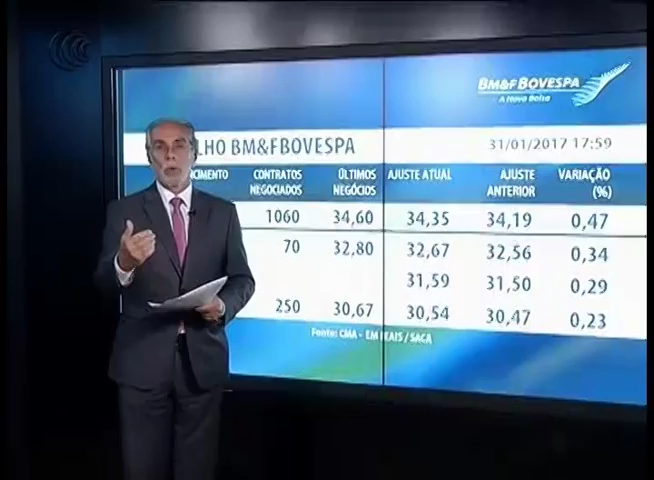 BM&F BOVESPA
A Nova Bolsa
LHO BM&FBOVESPA 31/01/2017 17:59
CIMENTO CONTRATOS NEGOCIADOS ÚLTIMOS NEGÓCIOS AJUSTE ATUAL AJUSTE ANTERIOR VARIAÇÃO (%)
1060 34,60 34,35 34,19 0,47
70 32,80 32,67 32,56 0,34
31,59 31,50 0,29
250 30,67 30,54 30,47 0,23
Fonte: CMA - EM REAIS / SACA